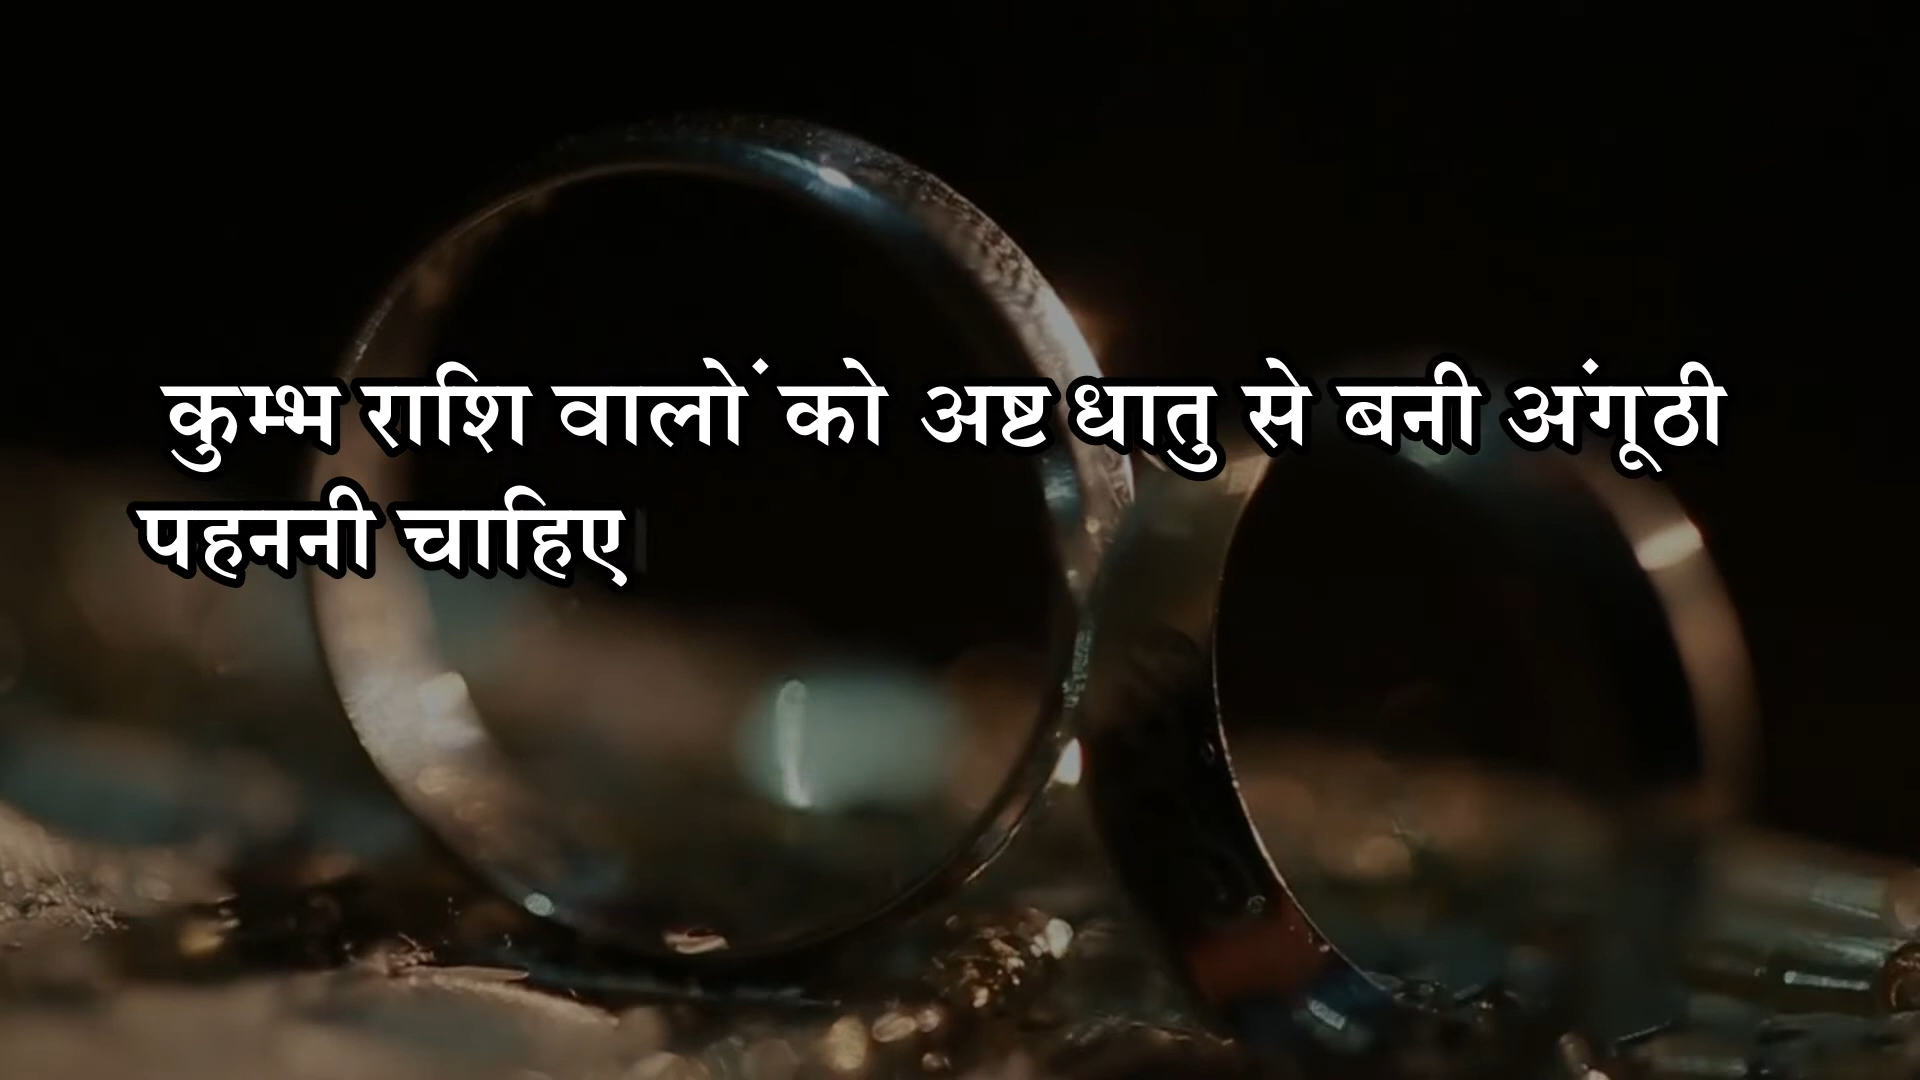 कुम्भ राशि वालों को अष्ट धातु से बनी अंगूठी
पहननी चाहिए